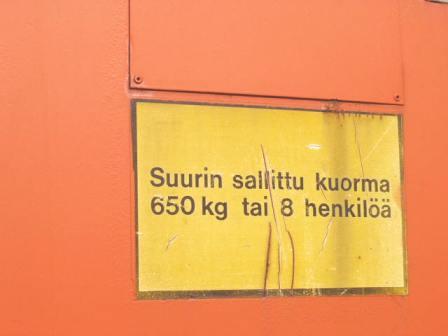 Suurin sallittu kuorma
650 kg tai 8 henkilöä